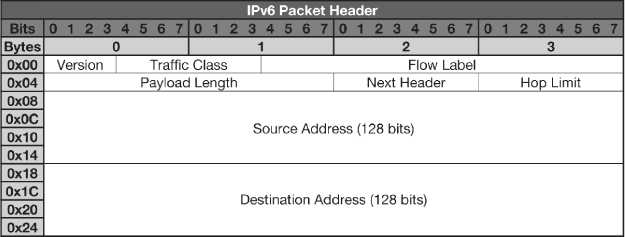 IPv6 Packet Header
Bits 0 1 2 3 4 5 6 7 0 1 2 3 4 5 6 7 0 1 2 3 4 5 6 7 0 1 2 3 4 5 6 7
Bytes 0 1 2 3
0x00 Version Traffic Class Flow Label
0x04 Payload Length Next Header Hop Limit
0x08
0x0C
Source Address (128 bits)
0x10
0x14
0x18
0x1C
Destination Address (128 bits)
0x20
0x24